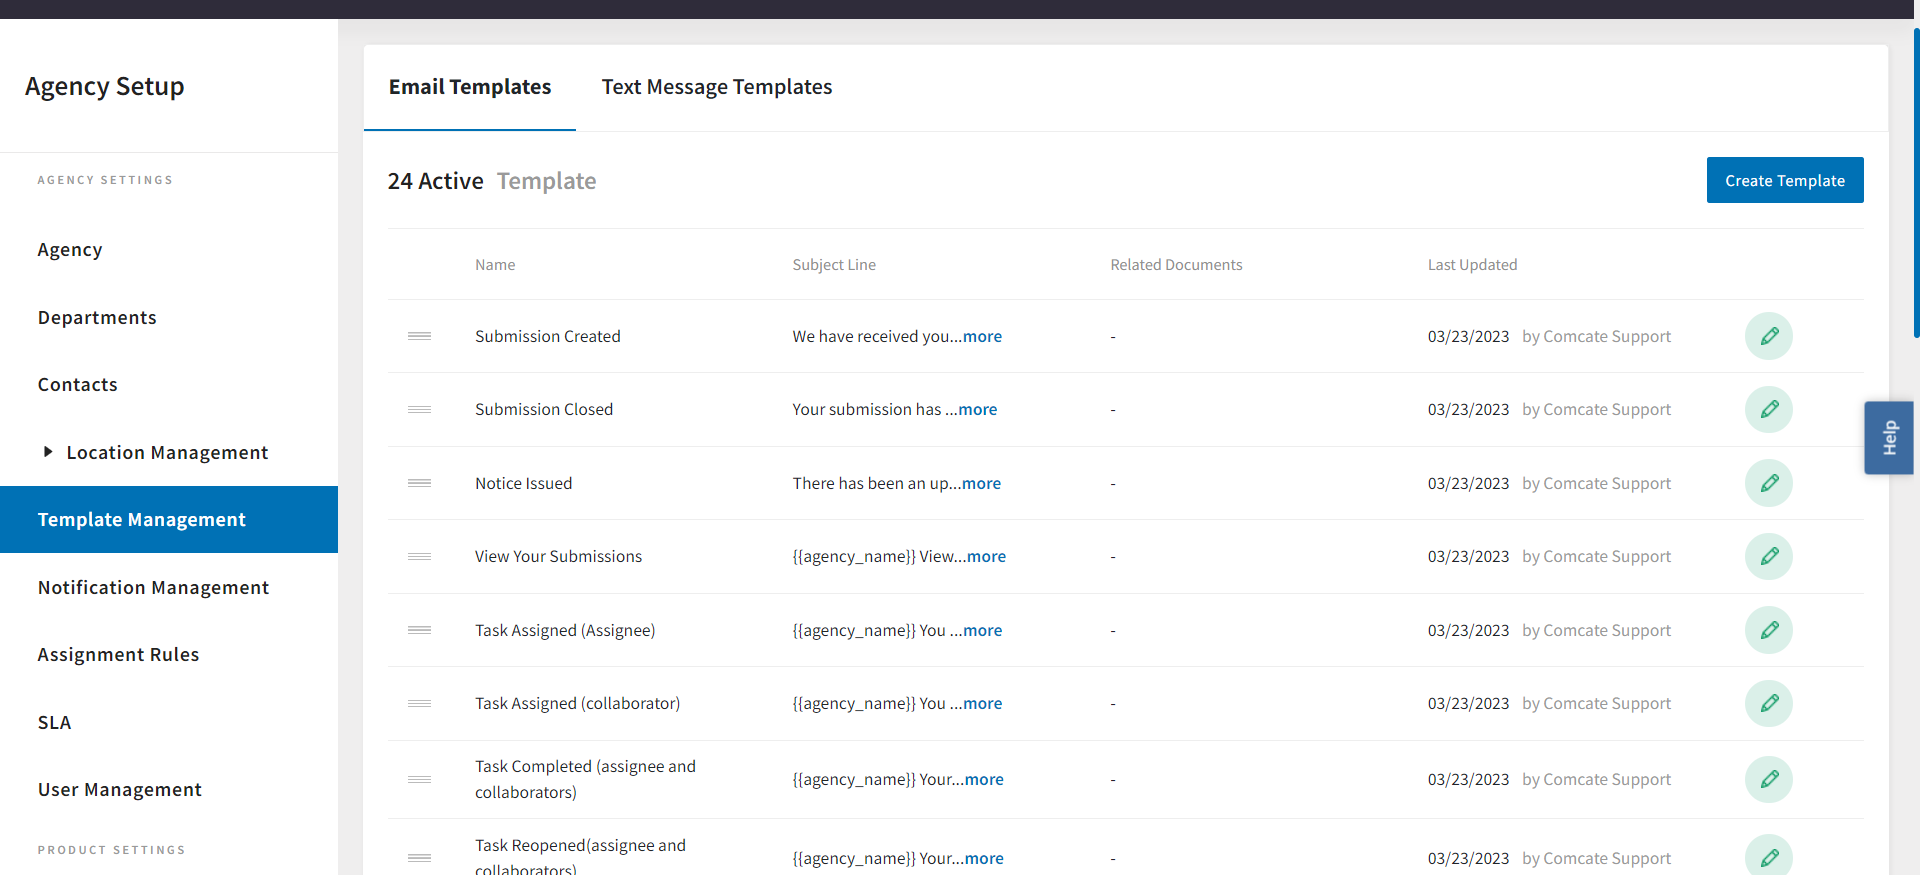 Agency Setup
AGENCY SETTINGS
Agency
Departments
Contacts
Location Management
Template Management
Notification Management
Assignment Rules
SLA
User Management
PRODUCT SETTINGS
Email Templates Text Message Templates
24 Active Template Create Template
Name Subject Line Related Documents Last Updated
Submission Created We have received you...more - 03/23/2023 by Comcate Support
Submission Closed Your submission has ...more - 03/23/2023 by Comcate Support
Notice Issued There has been an up...more - 03/23/2023 by Comcate Support
View Your Submissions {{agency_name}} View...more - 03/23/2023 by Comcate Support
Task Assigned (Assignee) {{agency_name}} You ...more - 03/23/2023 by Comcate Support
Task Assigned (collaborator) {{agency_name}} You ...more - 03/23/2023 by Comcate Support
Task Completed (assignee and
collaborators) {{agency_name}} Your...more - 03/23/2023 by Comcate Support
Task Reopened(assignee and
collaborators) {{agency_name}} Your...more - 03/23/2023 by Comcate Support
Help